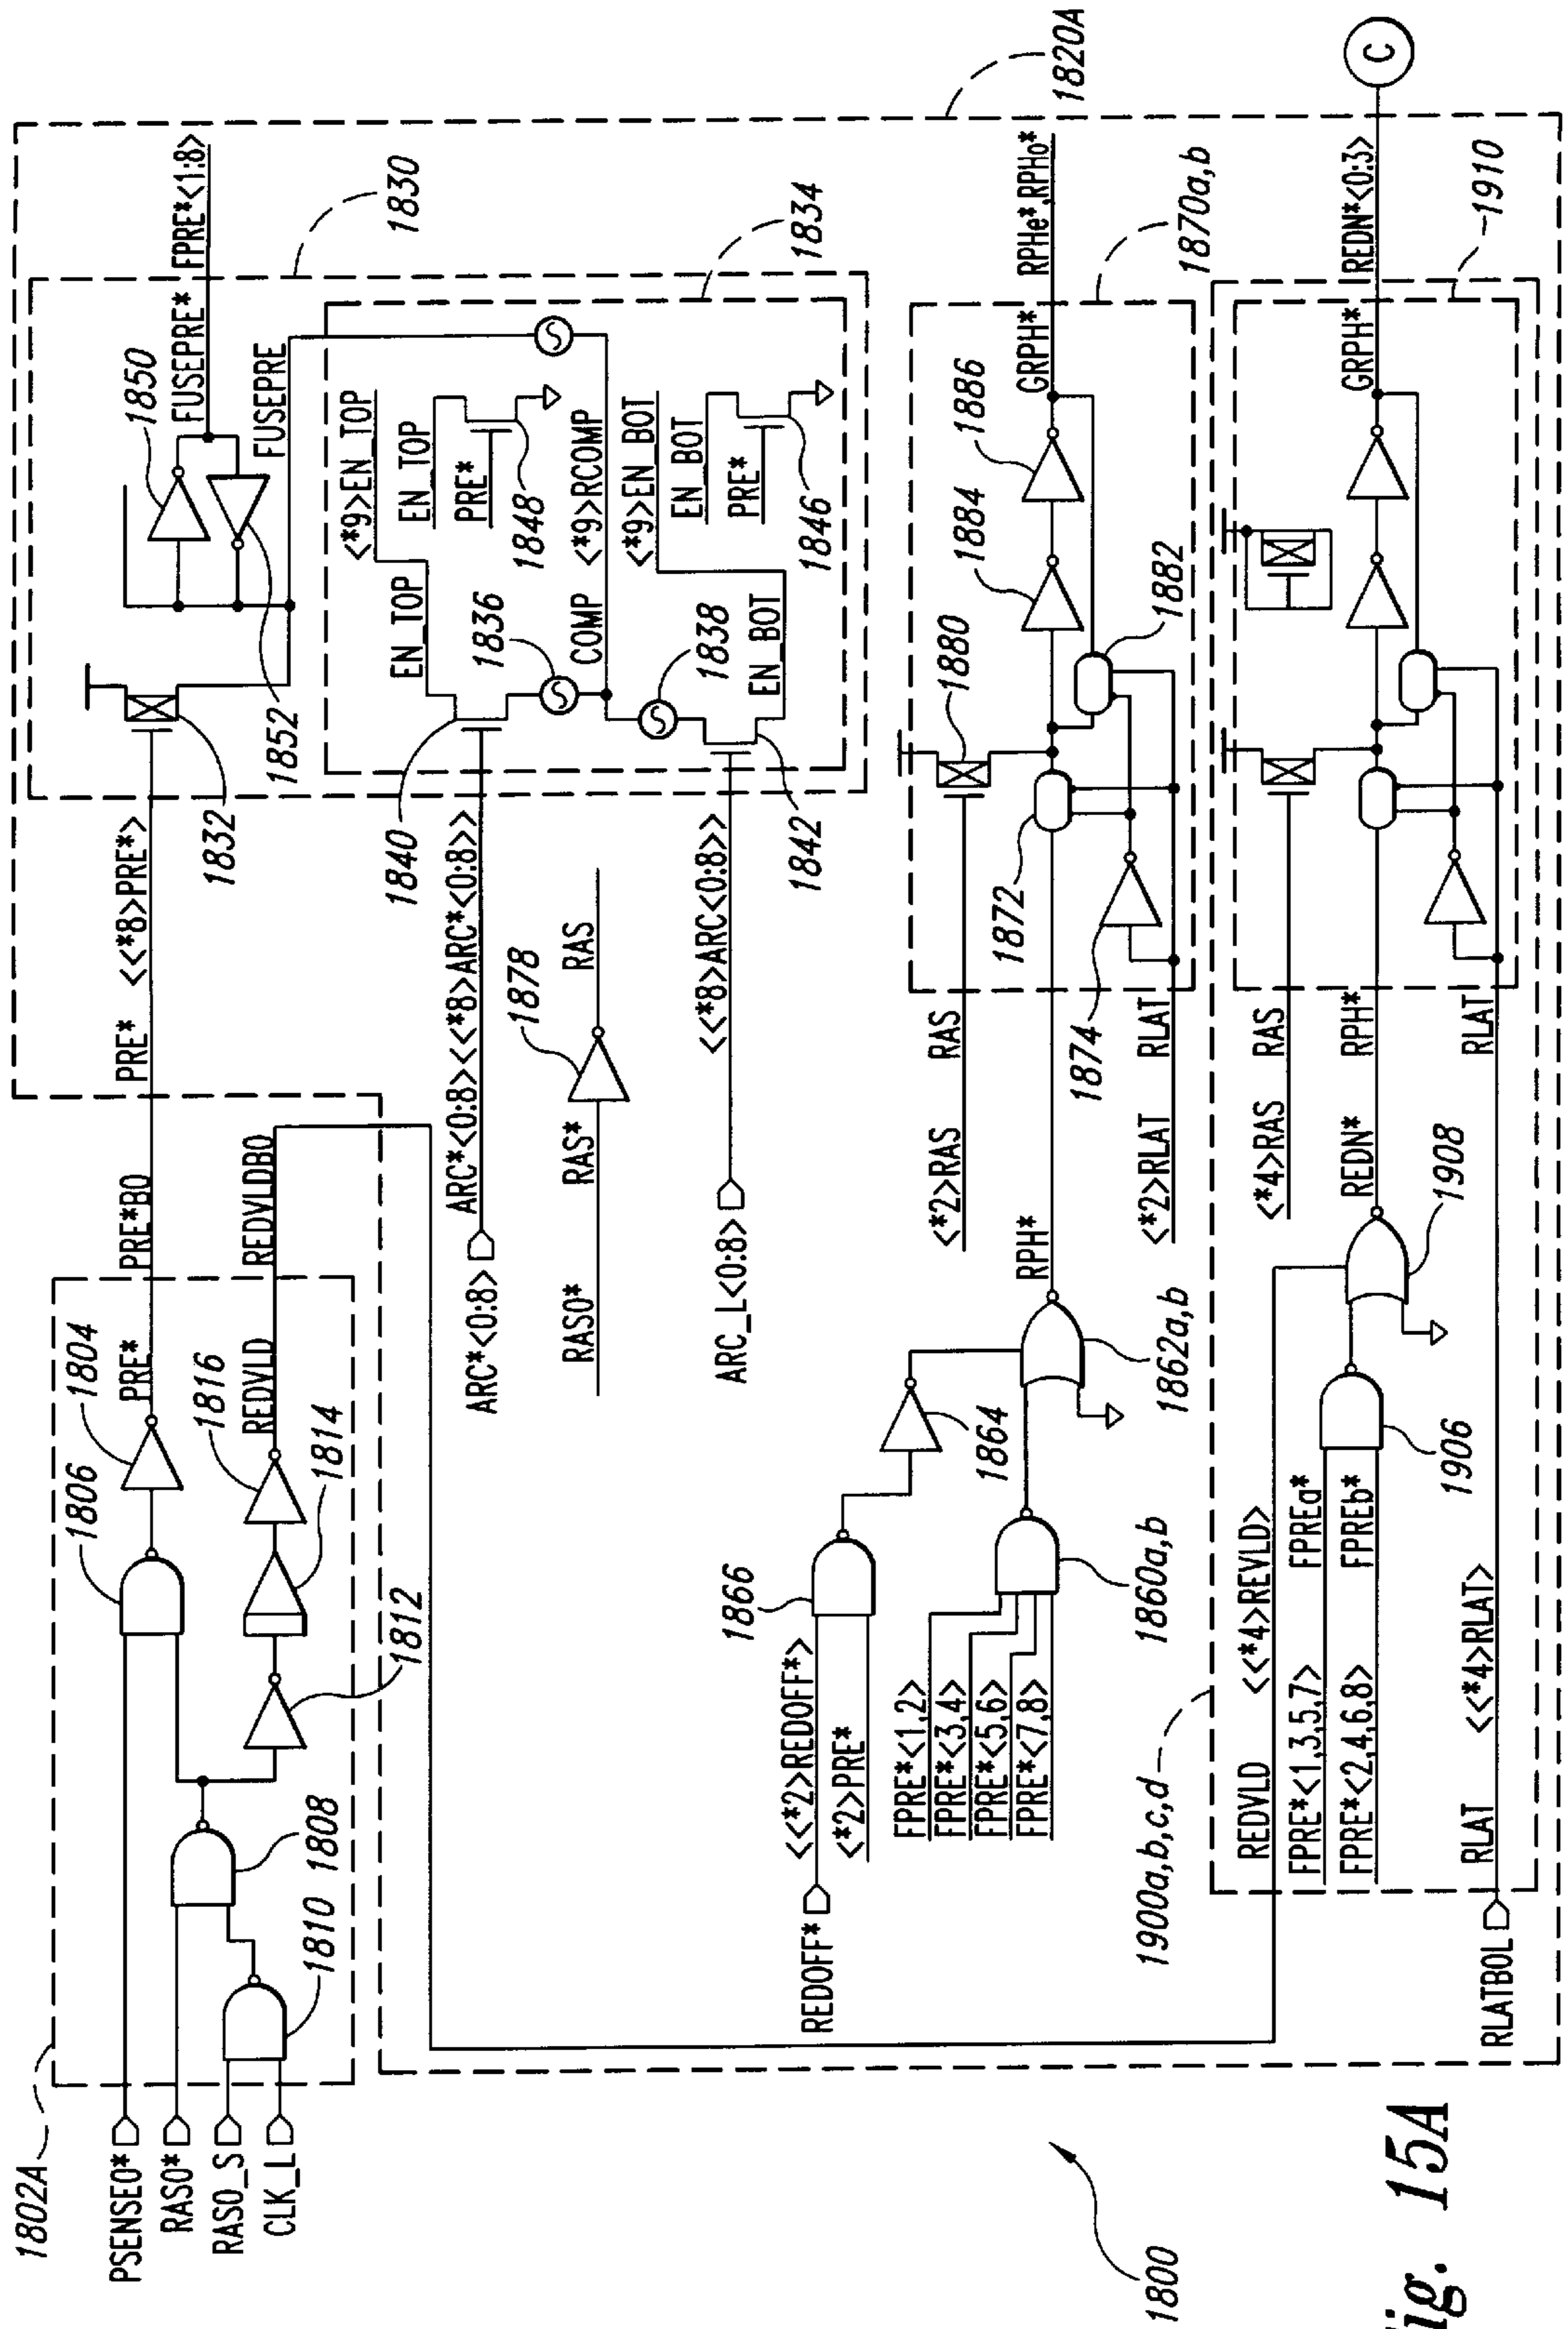 1802A
PSENSE0*
RAS0*
RAS0_S
CLK_L
1810
1808
1806
1804
PRE*
1816
REDVLD
1814
1812
PRE*B0
REDVLDBO
PRE*
<<*8>PRE*>
1832
1852
1850
FUSEPRE*
FPRE*<1:8>
FUSEPRE
1830
1834
<*9>EN_TOP
EN_TOP
EN_TOP
PRE*
1848
1836
COMP
<*9>RCOMP
<*9>EN_BOT
1838
EN_BOT
EN_BOT
PRE*
1846
1840
1842
ARC*<0:8>
ARC*<0:8><<*8>ARC*<0:8>>
1878
RAS0*
RAS*
RAS
ARC_L<0:8>
<<*8>ARC<0:8>>
1820A
REDOFF*
<<*2>REDOFF*>
<*2>PRE*
1866
1864
FPRE*<1,2>
FPRE*<3,4>
FPRE*<5,6>
FPRE*<7,8>
1860a,b
1862a,b
RPH*
<*2>RAS
RAS
<*2>RLAT
RLAT
1872
1874
1880
1882
1884
1886
GRPH*
RPHe*,RPHo*
1870a,b
1900a,b,c,d
REDVLD
<<*4>REVLD>
FPRE*<1,3,5,7>
FPREa*
FPRE*<2,4,6,8>
FPREb*
1906
1908
REDN*
RPH*
<*4>RAS
RAS
RLATBOL
RLAT
<<*4>RLAT>
RLAT
GRPH*
REDN*<0:3>
1910
C
1800
ig. 15A